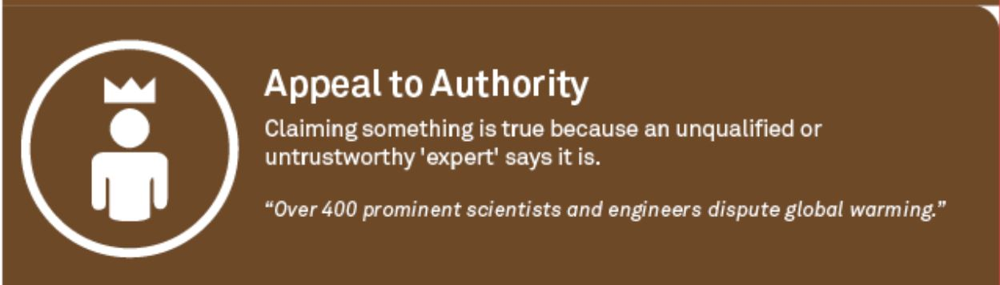 Appeal to Authority
Claiming something is true because an unqualified or
untrustworthy 'expert' says it is.
“Over 400 prominent scientists and engineers dispute global warming.”